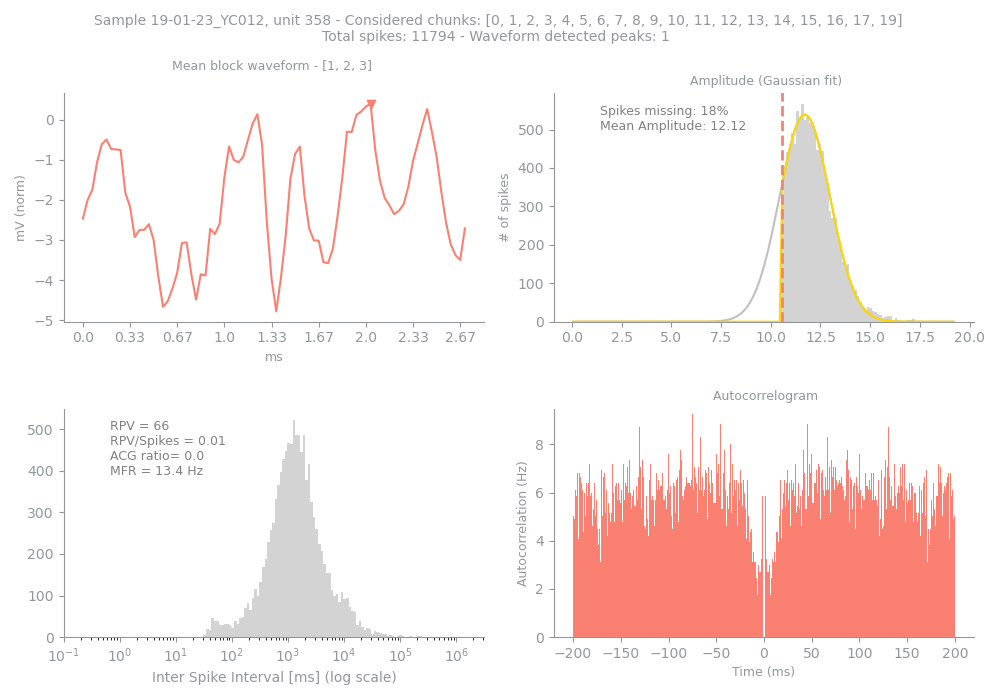 Sample 19-01-23_YC012, unit 358 - Considered chunks: [0, 1, 2, 3, 4, 5, 6, 7, 8, 9, 10, 11, 12, 13, 14, 15, 16, 17, 19]
Total spikes: 11794 - Waveform detected peaks: 1
Mean block waveform - [1, 2, 3]
mV (norm)
0
−1
−2
−3
−4
−5
0.0 0.33 0.67 1.0 1.33 1.67 2.0 2.33 2.67
ms
Amplitude (Gaussian fit)
Spikes missing: 18%
Mean Amplitude: 12.12
# of spikes
500
400
300
200
100
0
0.0 2.5 5.0 7.5 10.0 12.5 15.0 17.5 20.0
RPV = 66
RPV/Spikes = 0.01
ACG ratio= 0.0
MFR = 13.4 Hz
500
400
300
200
100
0
10⁻¹ 10⁰ 10¹ 10² 10³ 10⁴ 10⁵ 10⁶
Inter Spike Interval [ms] (log scale)
Autocorrelogram
Autocorrelation (Hz)
8
6
4
2
0
−200 −150 −100 −50 0 50 100 150 200
Time (ms)